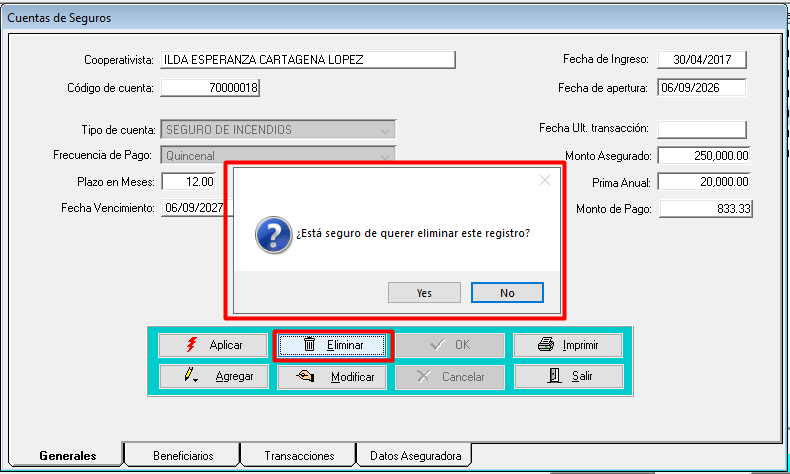 Cuentas de Seguros
Cooperativista: ILDA ESPERANZA CARTAGENA LOPEZ Fecha de Ingreso: 30/04/2017
Código de cuenta: 70000018 Fecha de apertura: 06/09/2026
Tipo de cuenta: SEGURO DE INCENDIOS Fecha Ult. transacción:
Frecuencia de Pago: Quincenal Monto Asegurado: 250,000.00
Plazo en Meses: 12.00 Prima Anual: 20,000.00
Fecha Vencimiento: 06/09/2027 Monto de Pago: 833.33
¿Está seguro de querer eliminar este registro?
Yes No
Aplicar Eliminar OK Imprimir
Agregar Modificar Cancelar Salir
Generales Beneficiarios Transacciones Datos Aseguradora